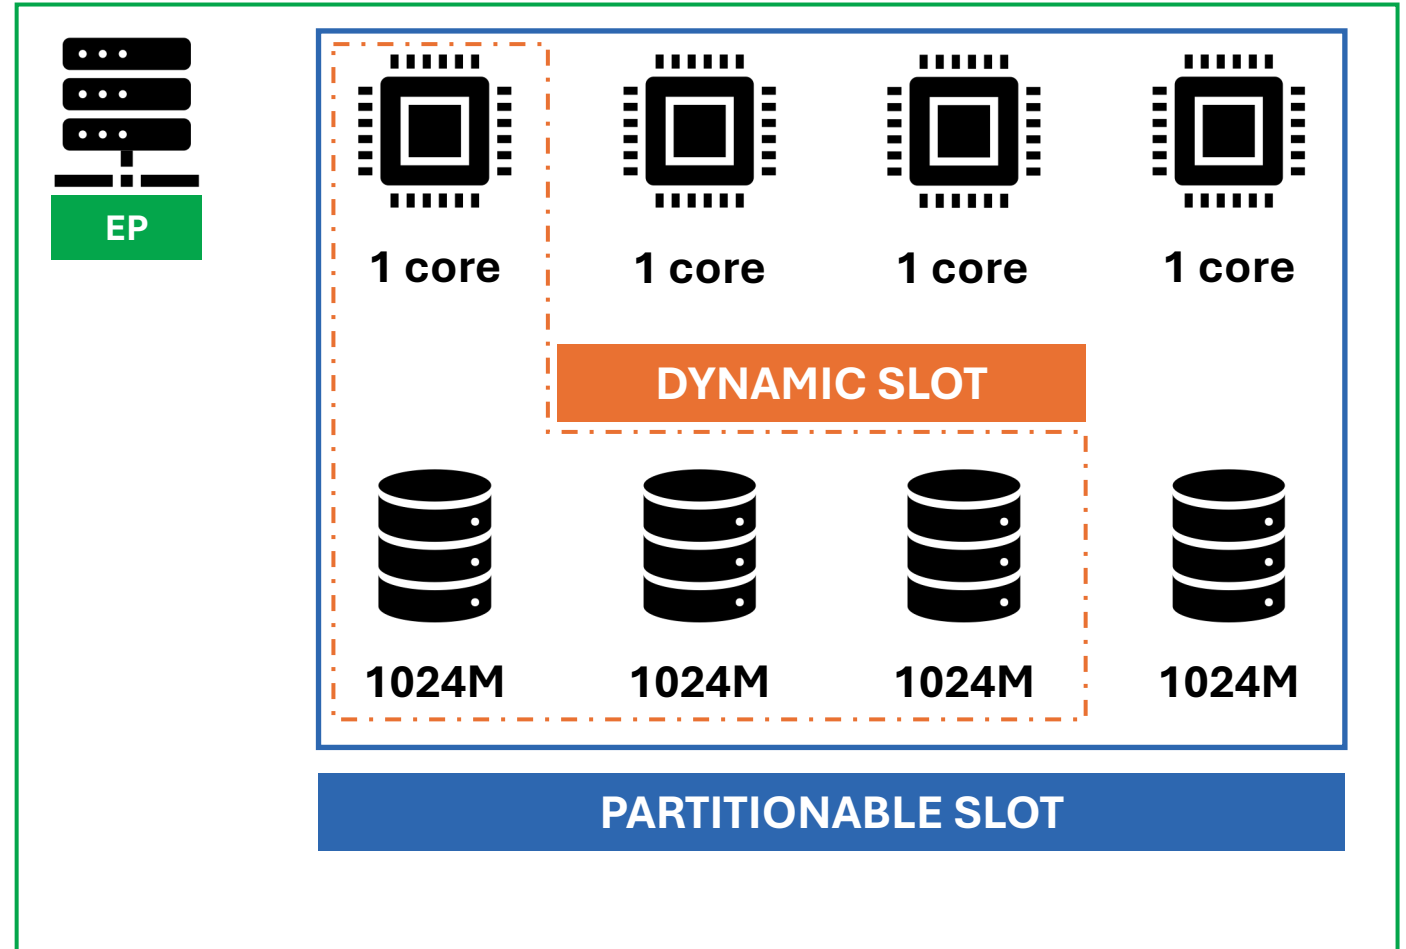 EP
1 core
1 core
1 core
1 core
DYNAMIC SLOT
1024M
1024M
1024M
1024M
PARTITIONABLE SLOT